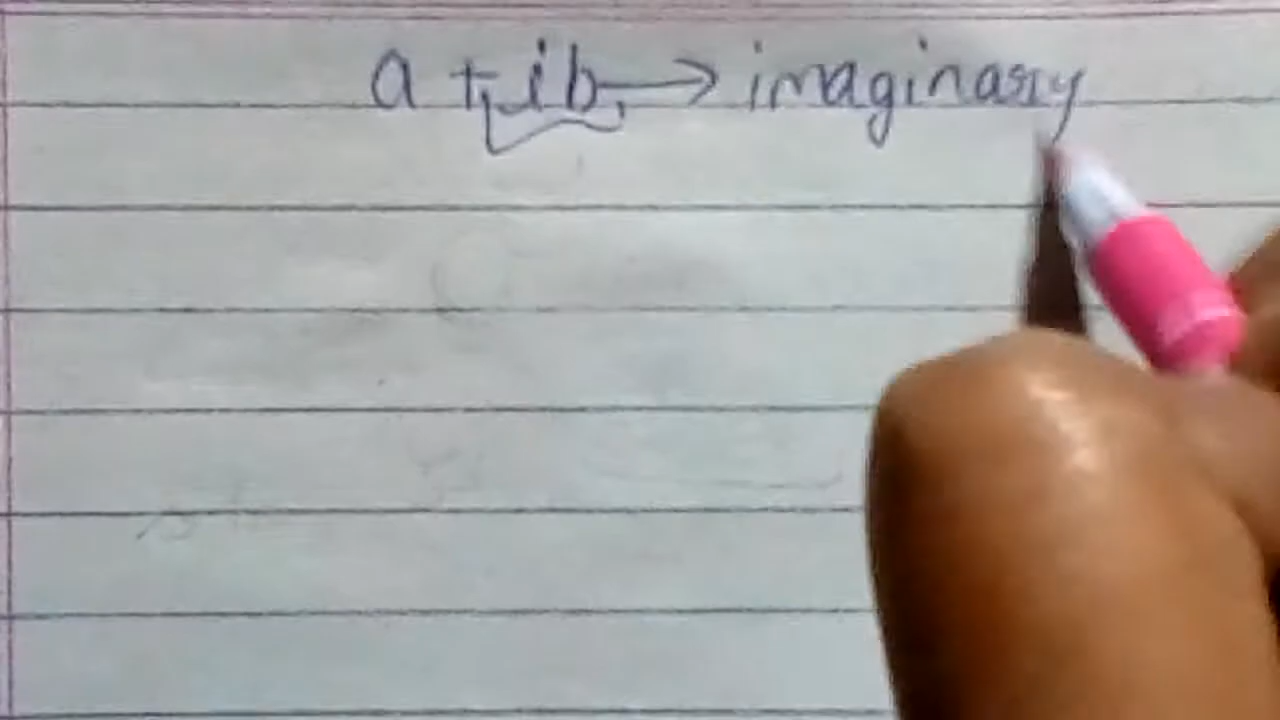 a + ib → imaginary